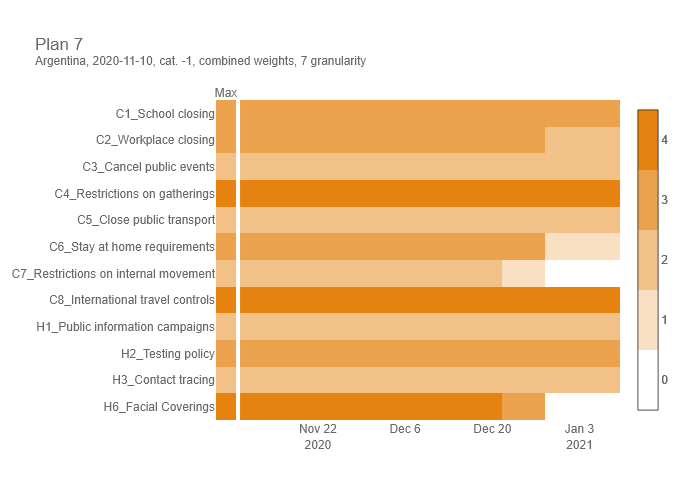 Plan 7
Argentina, 2020-11-10, cat. -1, combined weights, 7 granularity
Max
C1_School closing
C2_Workplace closing
C3_Cancel public events
C4_Restrictions on gatherings
C5_Close public transport
C6_Stay at home requirements
C7_Restrictions on internal movement
C8_International travel controls
H1_Public information campaigns
H2_Testing policy
H3_Contact tracing
H6_Facial Coverings
Nov 22 Dec 6 Dec 20 Jan 3
2020 2021
4
3
2
1
0